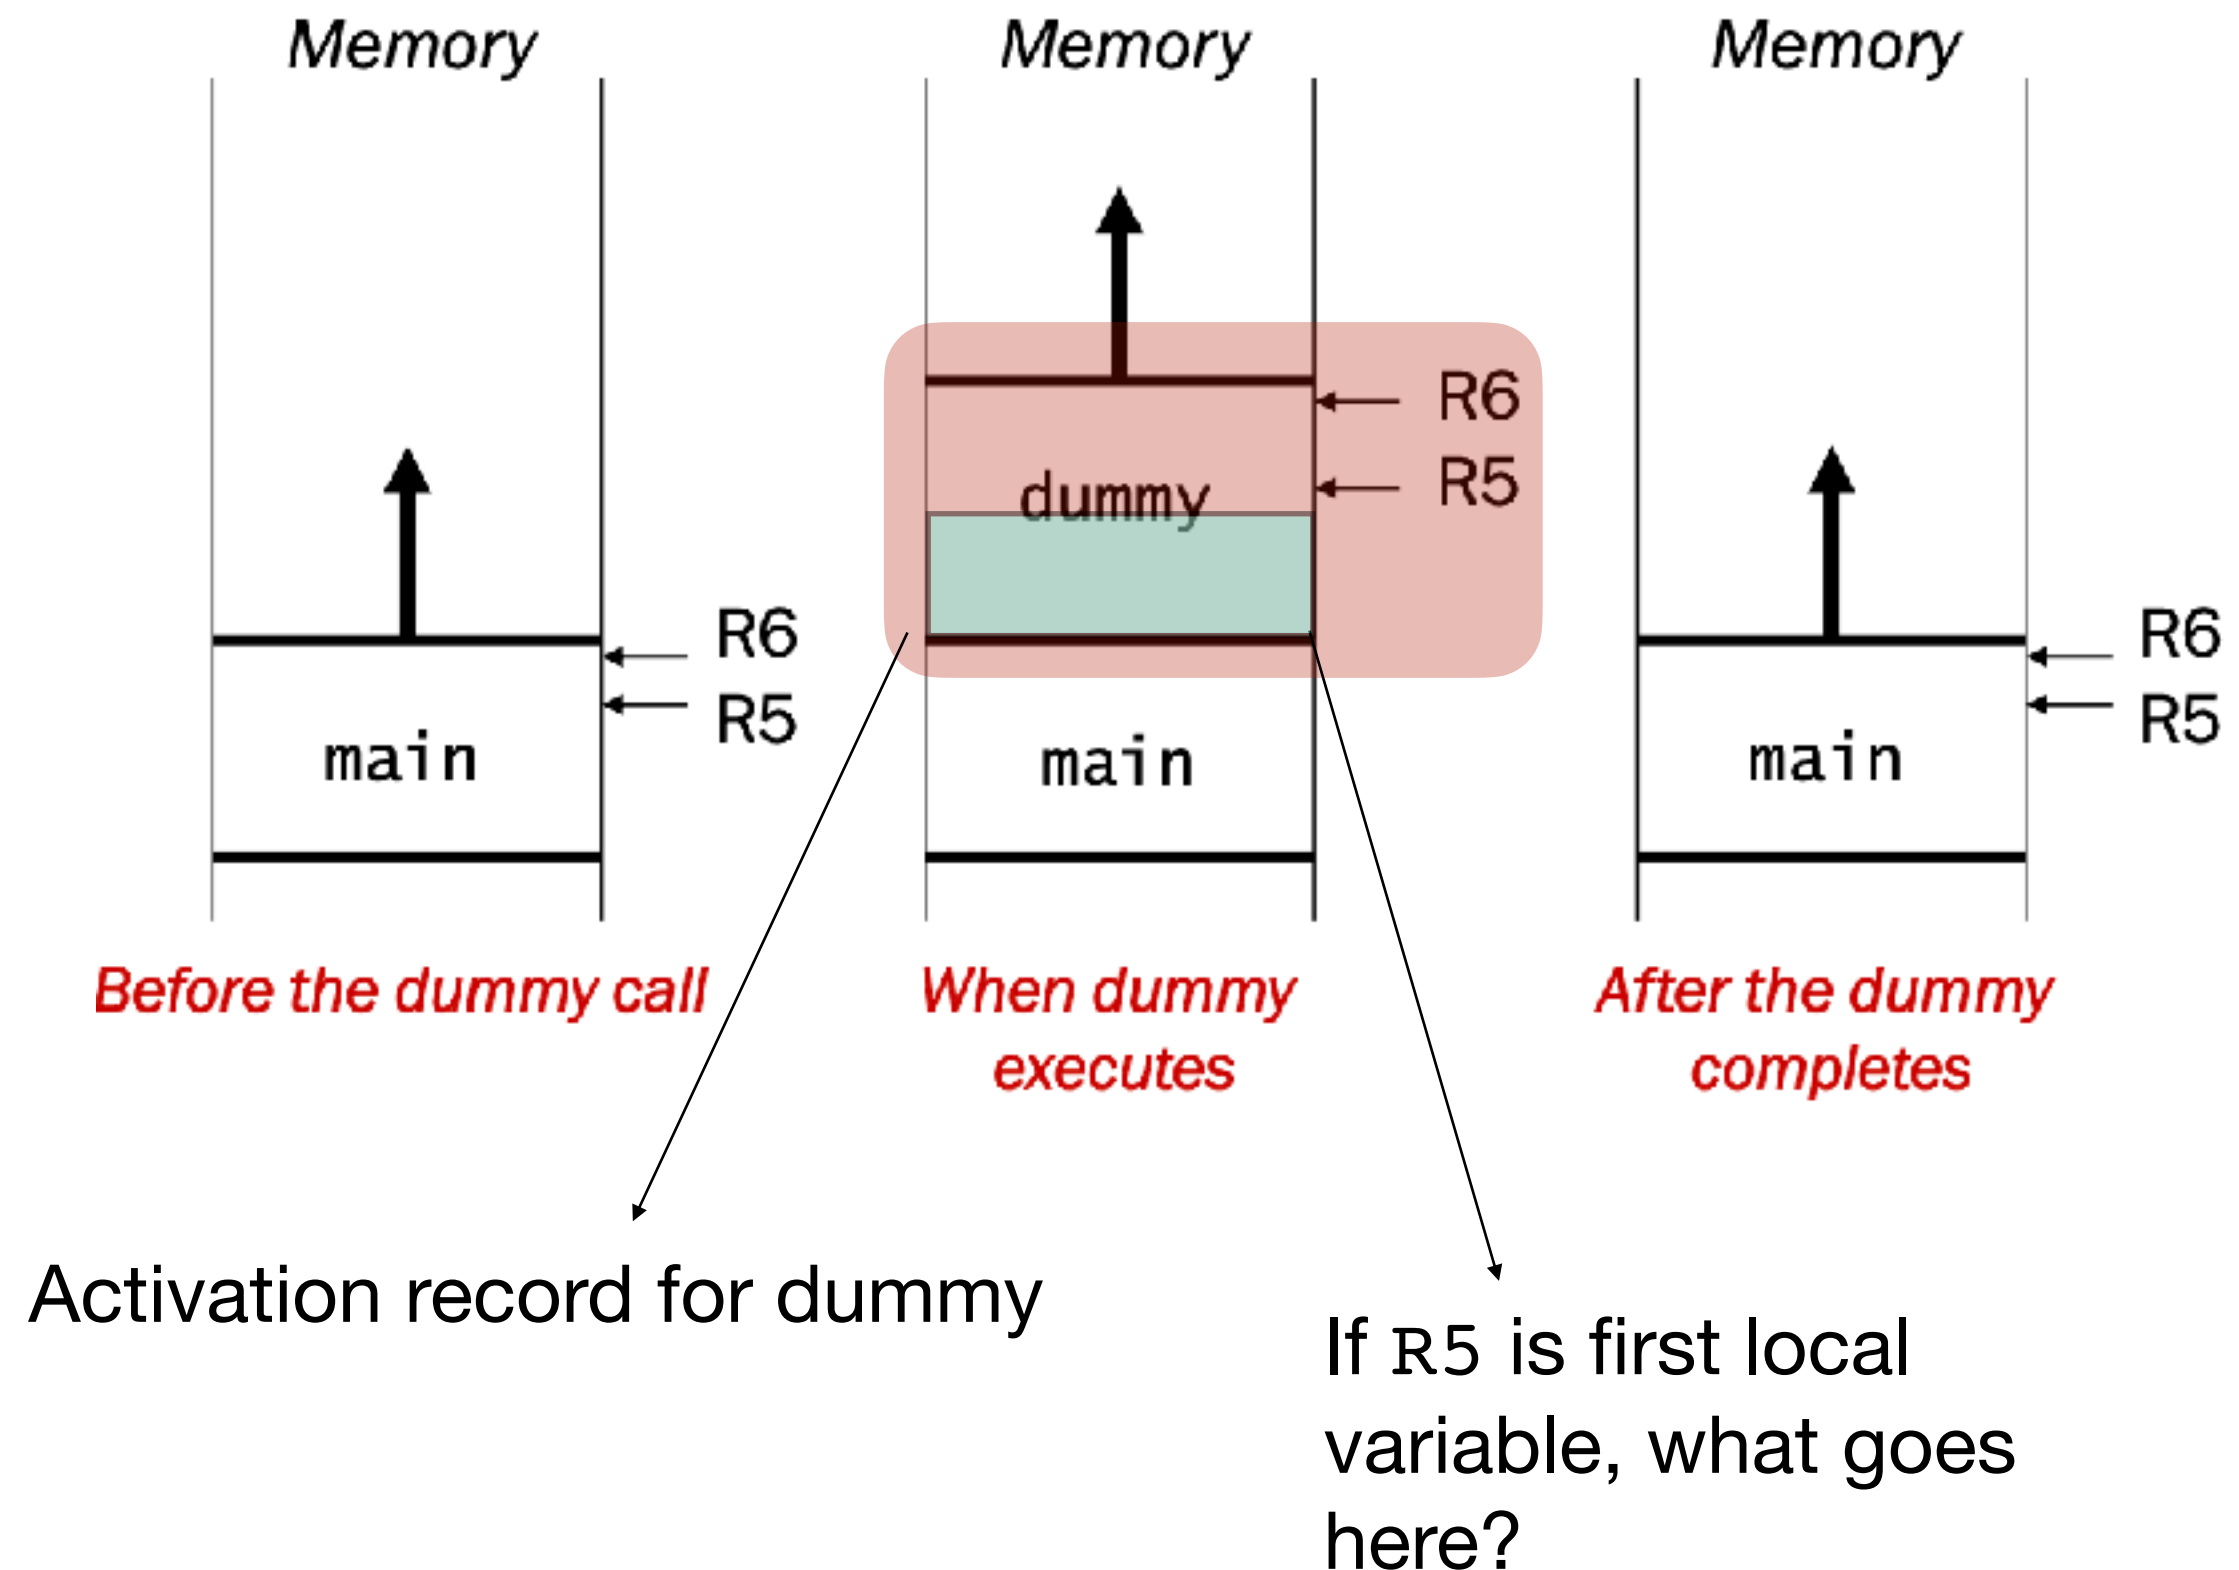 Memory
R6
R5
main
Before the dummy call
Memory
R6
dummy
R5
main
When dummy
executes
Memory
R6
R5
main
After the dummy
completes
Activation record for dummy
If R5 is first local
variable, what goes
here?